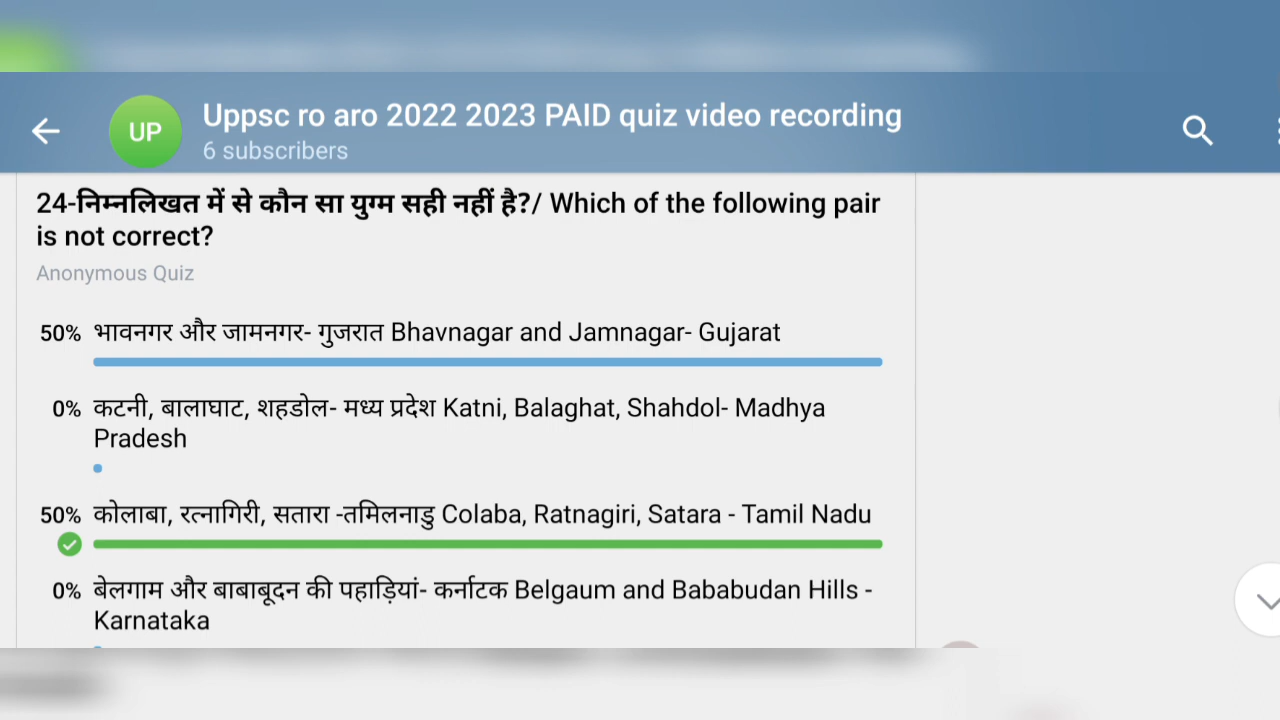 UP
Uppsc ro aro 2022 2023 PAID quiz video recording
6 subscribers
24-निम्नलिखत में से कौन सा युग्म सही नहीं है?/ Which of the following pair
is not correct?
Anonymous Quiz
50% भावनगर और जामनगर- गुजरात Bhavnagar and Jamnagar- Gujarat
0% कटनी, बालाघाट, शहडोल- मध्य प्रदेश Katni, Balaghat, Shahdol- Madhya
Pradesh
50% कोलाबा, रत्नागिरी, सतारा -तमिलनाडु Colaba, Ratnagiri, Satara - Tamil Nadu
0% बेलगाम और बाबाबूदन की पहाड़ियां- कर्नाटक Belgaum and Bababudan Hills -
Karnataka